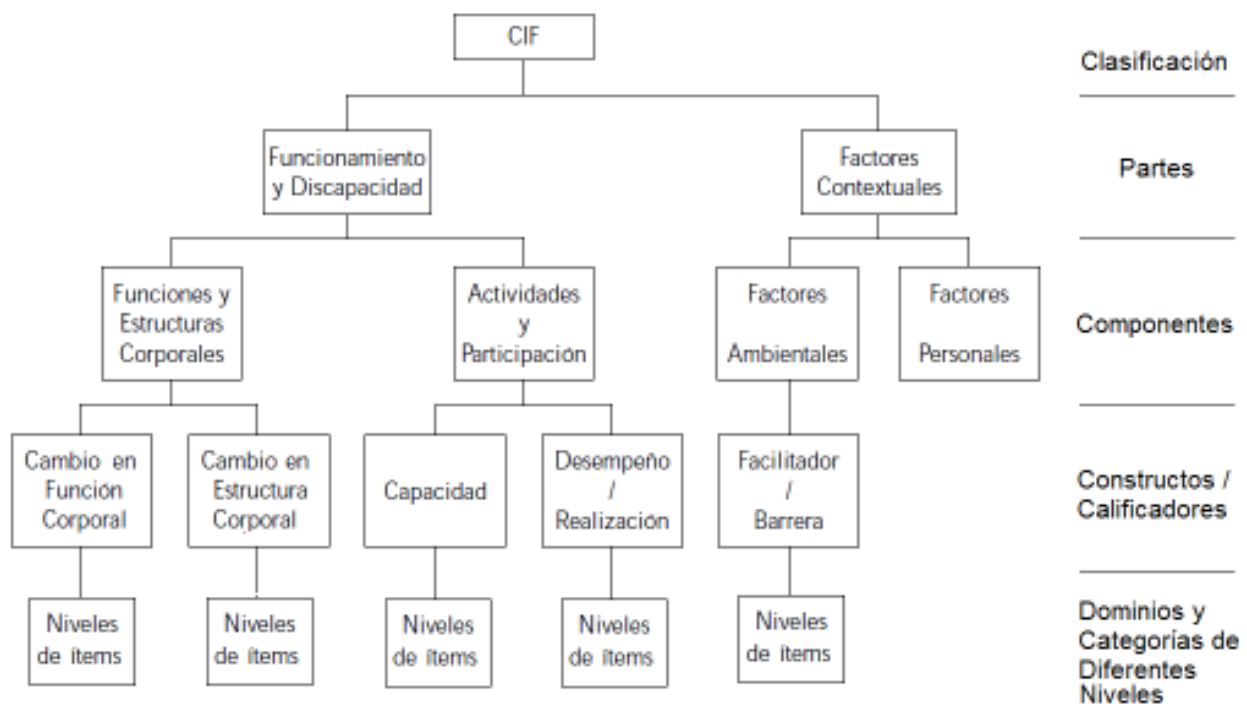 CIF
Clasificación
Funcionamiento
y Discapacidad
Factores
Contextuales
Partes
Funciones y
Estructuras
Corporales
Actividades
y
Participación
Factores
Ambientales
Factores
Personales
Componentes
Cambio en
Función
Corporal
Cambio en
Estructura
Corporal
Capacidad
Desempeño
/
Realización
Facilitador
/
Barrera
Constructos /
Calificadores
Niveles
de ítems
Niveles
de ítems
Niveles
de ítems
Niveles
de ítems
Niveles
de ítems
Dominios y
Categorías de
Diferentes
Niveles